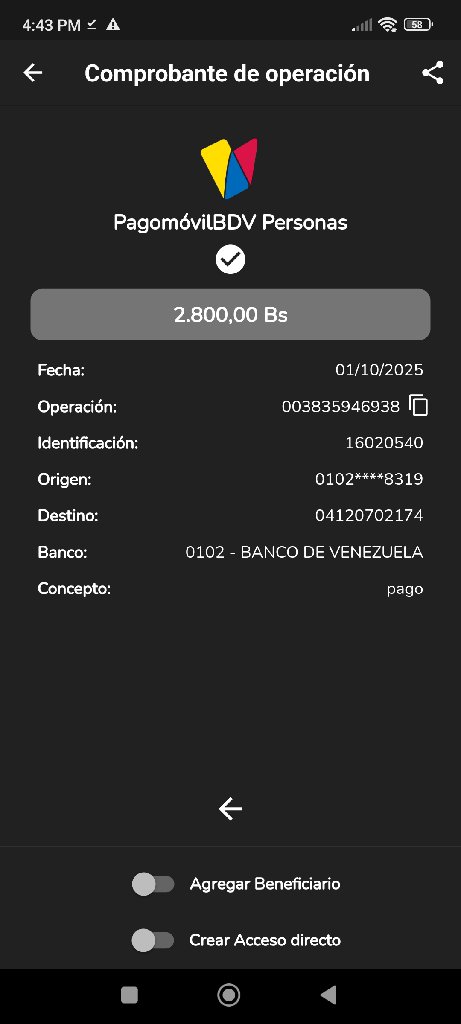 4:43 PM
58
Comprobante de operación
PagomóvilBDV Personas
2.800,00 Bs
Fecha: 01/10/2025
Operación: 003835946938
Identificación: 16020540
Origen: 0102****8319
Destino: 04120702174
Banco: 0102 - BANCO DE VENEZUELA
Concepto: pago
Agregar Beneficiario
Crear Acceso directo